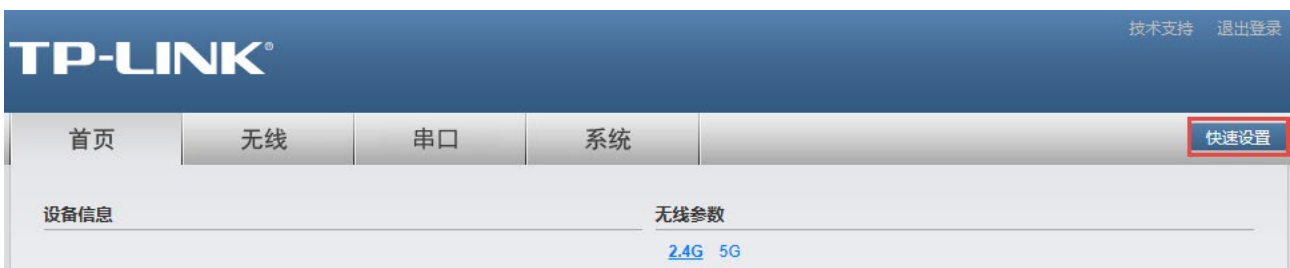 技术支持 退出登录
TP-LINK®
首页 无线 串口 系统 快速设置
设备信息 无线参数
2.4G 5G